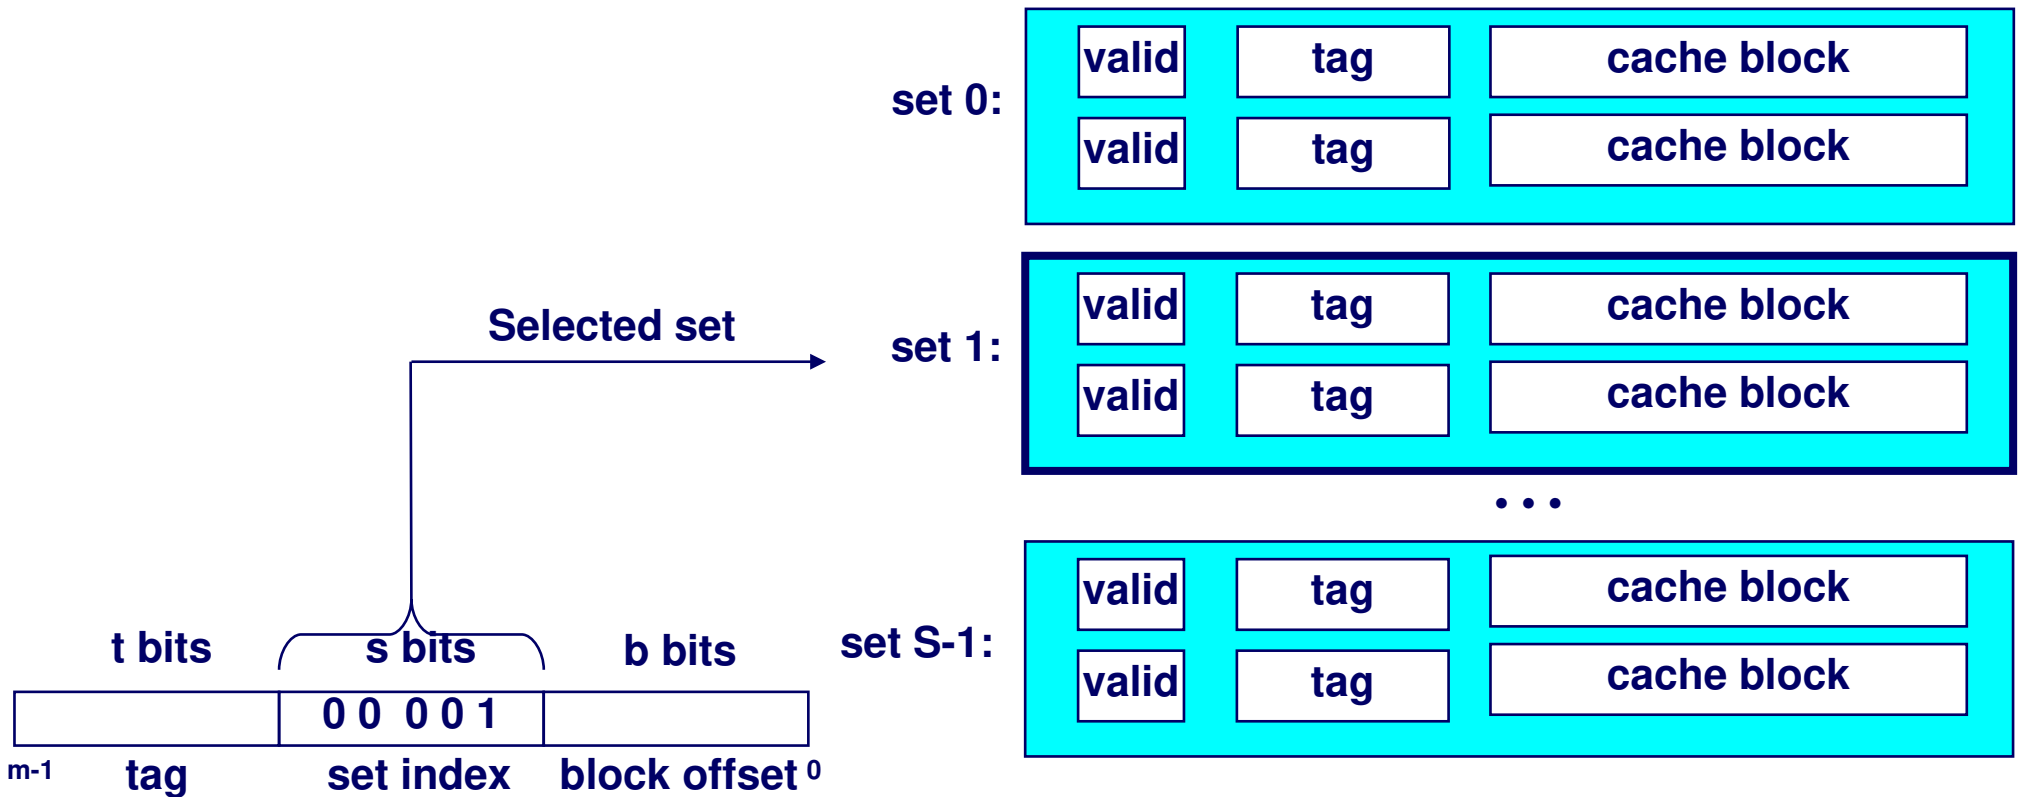 valid tag cache block
set 0:
valid tag cache block
valid tag cache block
Selected set
set 1:
valid tag cache block
• • •
valid tag cache block
t bits s bits b bits set S-1:
valid tag cache block
0 0 0 0 1
m-1 tag set index block offset 0